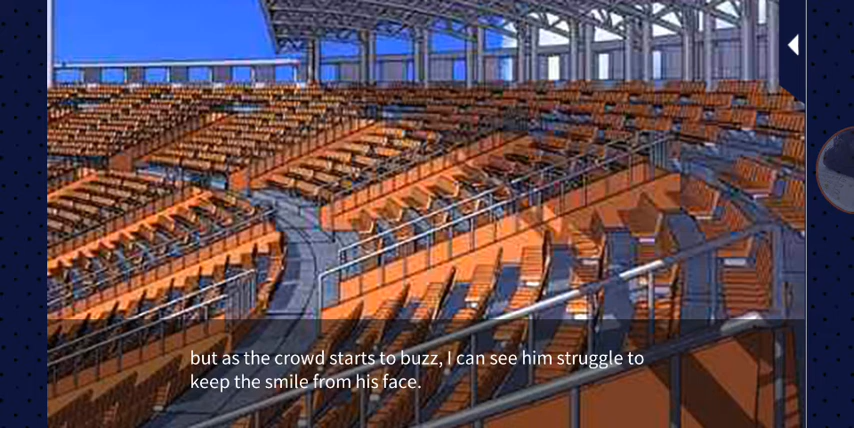 but as the crowd starts to buzz, I can see him struggle to
keep the smile from his face.